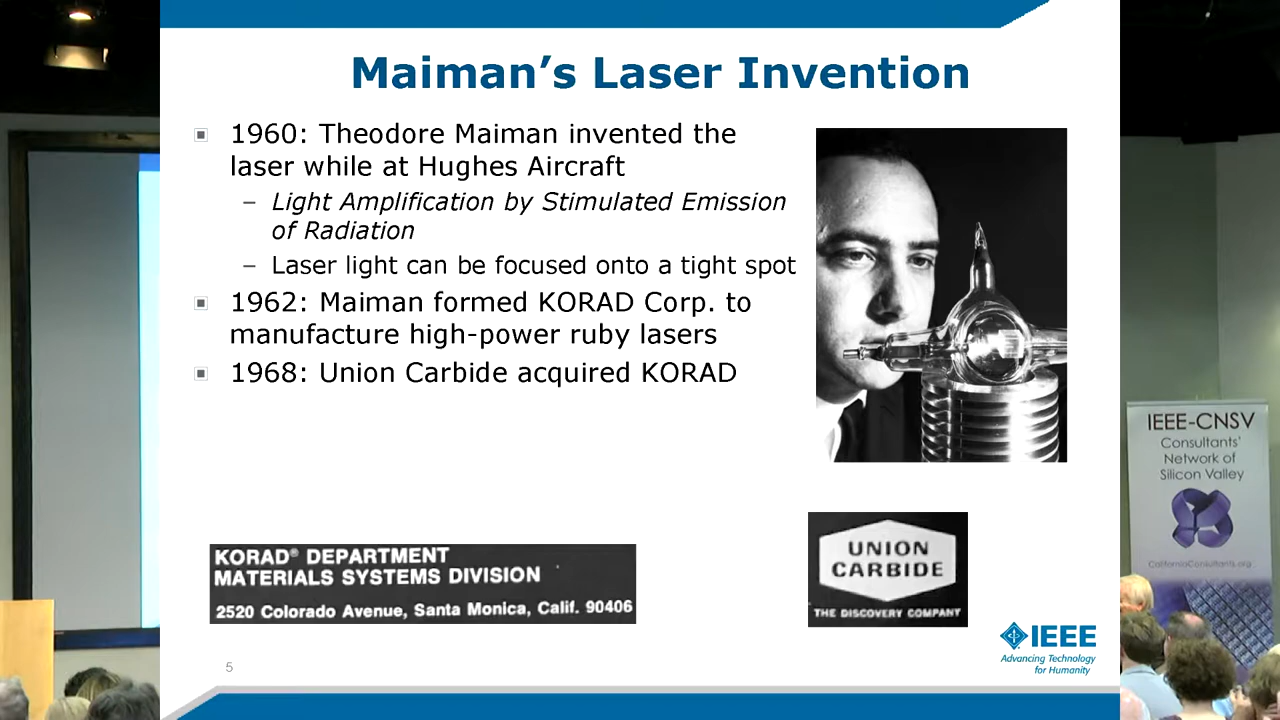 Maiman’s Laser Invention
1960: Theodore Maiman invented the
laser while at Hughes Aircraft
– Light Amplification by Stimulated Emission
of Radiation
– Laser light can be focused onto a tight spot
1962: Maiman formed KORAD Corp. to
manufacture high-power ruby lasers
1968: Union Carbide acquired KORAD
KORAD® DEPARTMENT
MATERIALS SYSTEMS DIVISION
2520 Colorado Avenue, Santa Monica, Calif. 90406
UNION
CARBIDE
THE DISCOVERY COMPANY
IEEE
Advancing Technology
for Humanity
5
IEEE-CNSV
Consultants'
Network of
Silicon Valley
CaliforniaConsultants.org